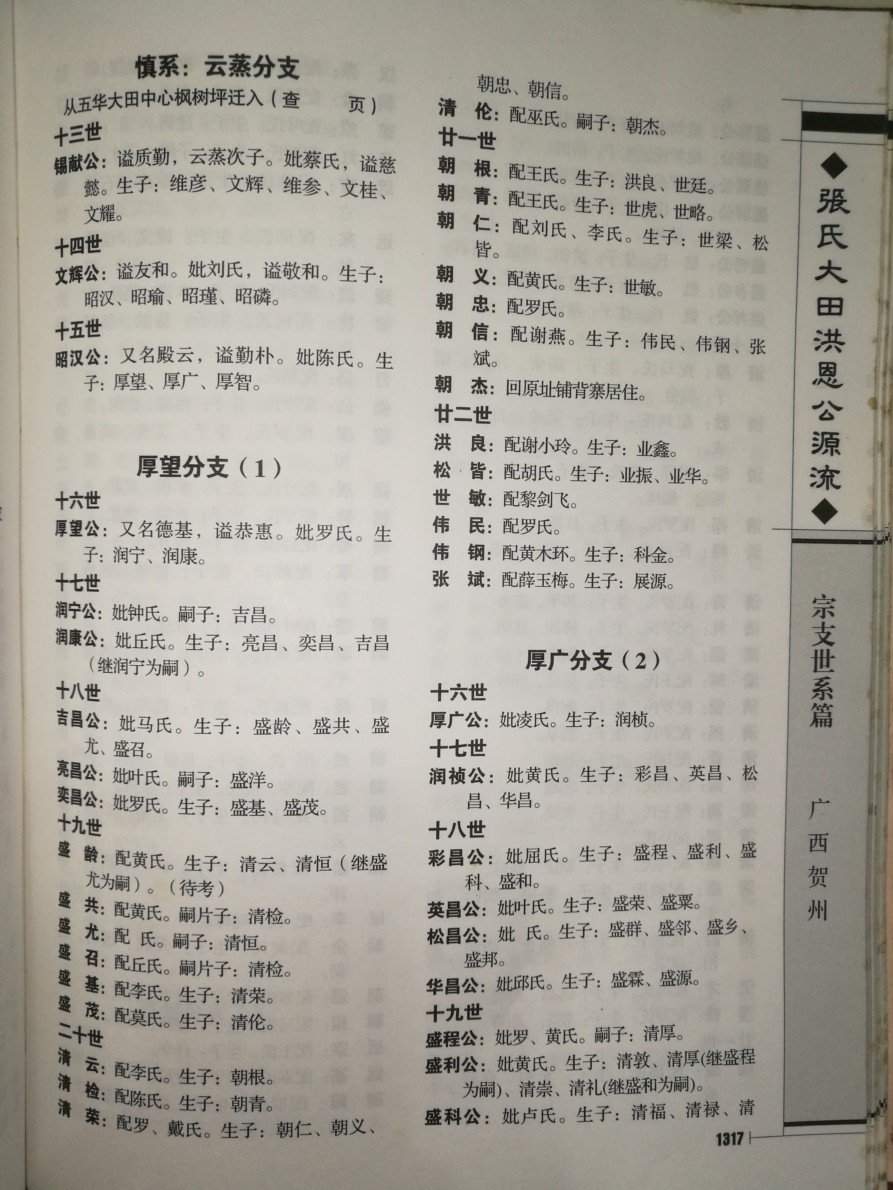 慎系：云蒸分支
从五华大田中心枫树坪迁入（查　　页）
十三世
锡献公：谥质勤，云蒸次子。妣蔡氏，谥慈
懿。生子：维彦、文辉、维参、文桂、
文耀。
十四世
文辉公：谥友和。妣刘氏，谥敬和。生子：
昭汉、昭瑜、昭瑾、昭磷。
十五世
昭汉公：又名殿云，谥勤朴。妣陈氏。生
子：厚望、厚广、厚智。
厚望分支（1）
十六世
厚望公：又名德基，谥恭惠。妣罗氏。生
子：润宁、润康。
十七世
润宁公：妣钟氏。嗣子：吉昌。
润康公：妣丘氏。生子：亮昌、奕昌、吉昌
（继润宁为嗣）。
十八世
吉昌公：妣马氏。生子：盛龄、盛共、盛
尤、盛召。
亮昌公：妣叶氏。嗣子：盛洋。
奕昌公：妣罗氏。生子：盛基、盛茂。
十九世
盛　龄：配黄氏。生子：清云、清恒（继盛
尤为嗣）。（待考）
盛　共：配黄氏。嗣片子：清检。
盛　尤：配　氏。嗣子：清恒。
盛　召：配丘氏。嗣片子：清检。
盛　基：配李氏。生子：清荣。
盛　茂：配莫氏。生子：清伦。
二十世
清　云：配李氏。生子：朝根。
清　检：配陈氏。生子：朝青。
清　荣：配罗、戴氏。生子：朝仁、朝义、
朝忠、朝信。
清　伦：配巫氏。嗣子：朝杰。
廿一世
朝　根：配王氏。生子：洪良、世廷。
朝　青：配王氏。生子：世虎、世略。
朝　仁：配刘氏、李氏。生子：世梁、松
皆。
朝　义：配黄氏。生子：世敏。
朝　忠：配罗氏。
朝　信：配谢燕。生子：伟民、伟钢、张
斌。
朝　杰：回原址铺背寨居住。
廿二世
洪　良：配谢小玲。生子：业鑫。
松　皆：配胡氏。生子：业振、业华。
世　敏：配黎剑飞。
伟　民：配罗氏。
伟　钢：配黄木环。生子：科金。
张　斌：配薛玉梅。生子：展源。
厚广分支（2）
十六世
厚广公：妣凌氏。生子：润桢。
十七世
润祯公：妣黄氏。生子：彩昌、英昌、松
昌、华昌。
十八世
彩昌公：妣屈氏。生子：盛程、盛利、盛
科、盛和。
英昌公：妣叶氏。生子：盛荣、盛粟。
松昌公：妣　氏。生子：盛群、盛邻、盛乡、
盛邦。
华昌公：妣邱氏。生子：盛霖、盛源。
十九世
盛程公：妣罗、黄氏。嗣子：清厚。
盛利公：妣黄氏。生子：清敦、清厚(继盛程
为嗣)、清崇、清礼(继盛和为嗣)。
盛科公：妣卢氏。生子：清福、清禄、清
◆張氏大田洪恩公源流◆
宗支世系篇
广西贺州
1317